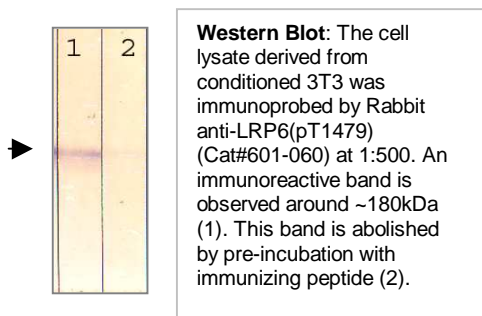 1 2
Western Blot: The cell
lysate derived from
conditioned 3T3 was
immunoprobed by Rabbit
anti-LRP6(pT1479)
(Cat#601-060) at 1:500. An
immunoreactive band is
observed around ~180kDa
(1). This band is abolished
by pre-incubation with
immunizing peptide (2).